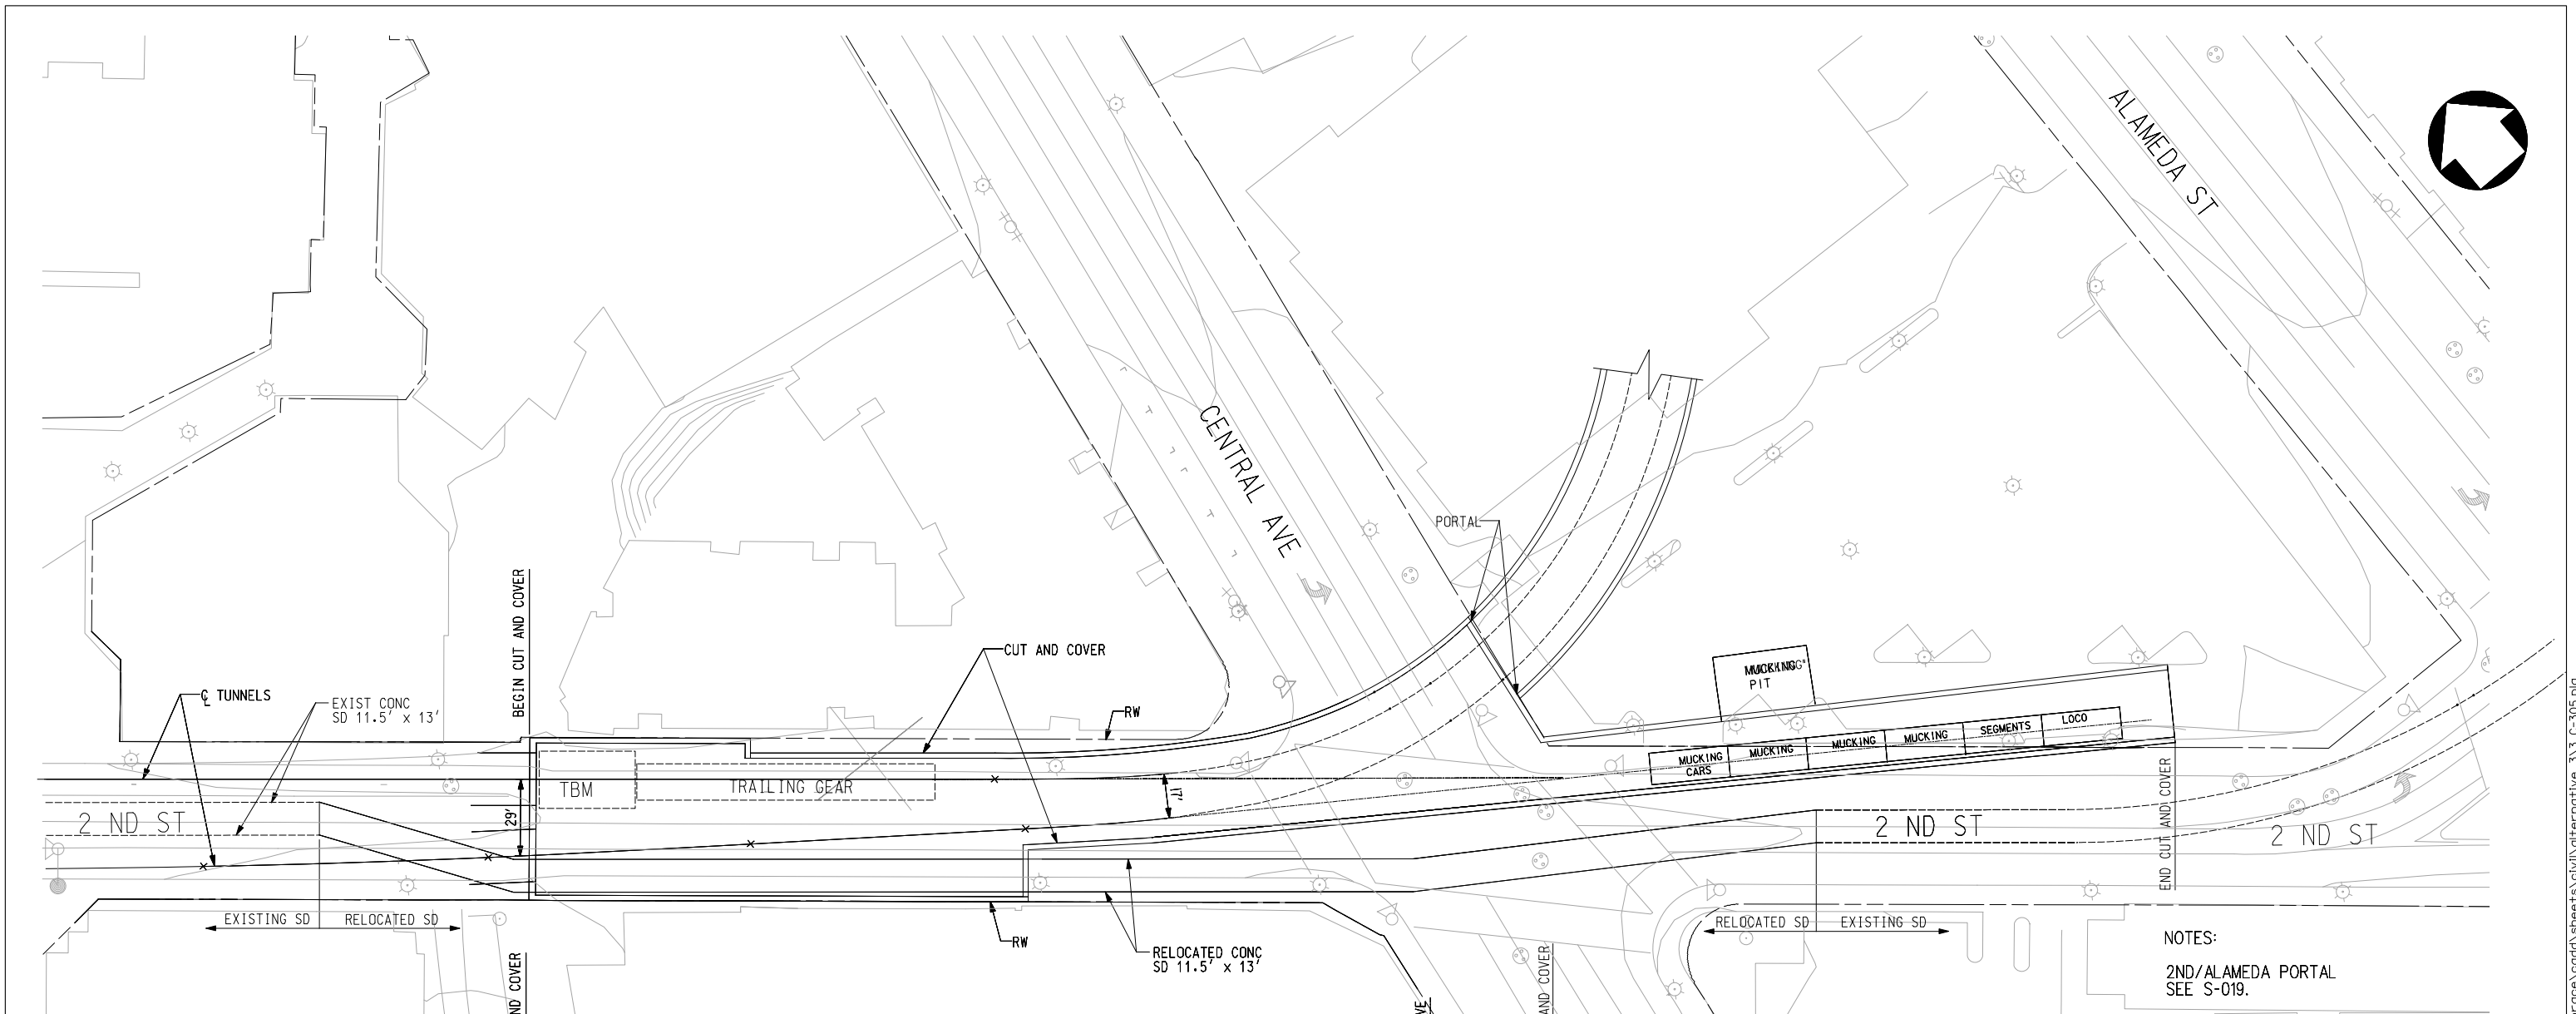 ALAMEDA ST
CENTRAL AVE
PORTAL
BEGIN CUT AND COVER
CUT AND COVER
MUCKING
PIT
℄ TUNNELS
EXIST CONC
SD 11.5' x 13'
RW
MUCKING
CARS
MUCKING
MUCKING
MUCKING
SEGMENTS
LOCO
TBM
TRAILING GEAR
17'
29'
2 ND ST
2 ND ST
2 ND ST
END CUT AND COVER
EXISTING SD
RELOCATED SD
RW
RELOCATED CONC
SD 11.5' x 13'
RELOCATED SD
EXISTING SD
NOTES:
2ND/ALAMEDA PORTAL
SEE S-019.
AND COVER